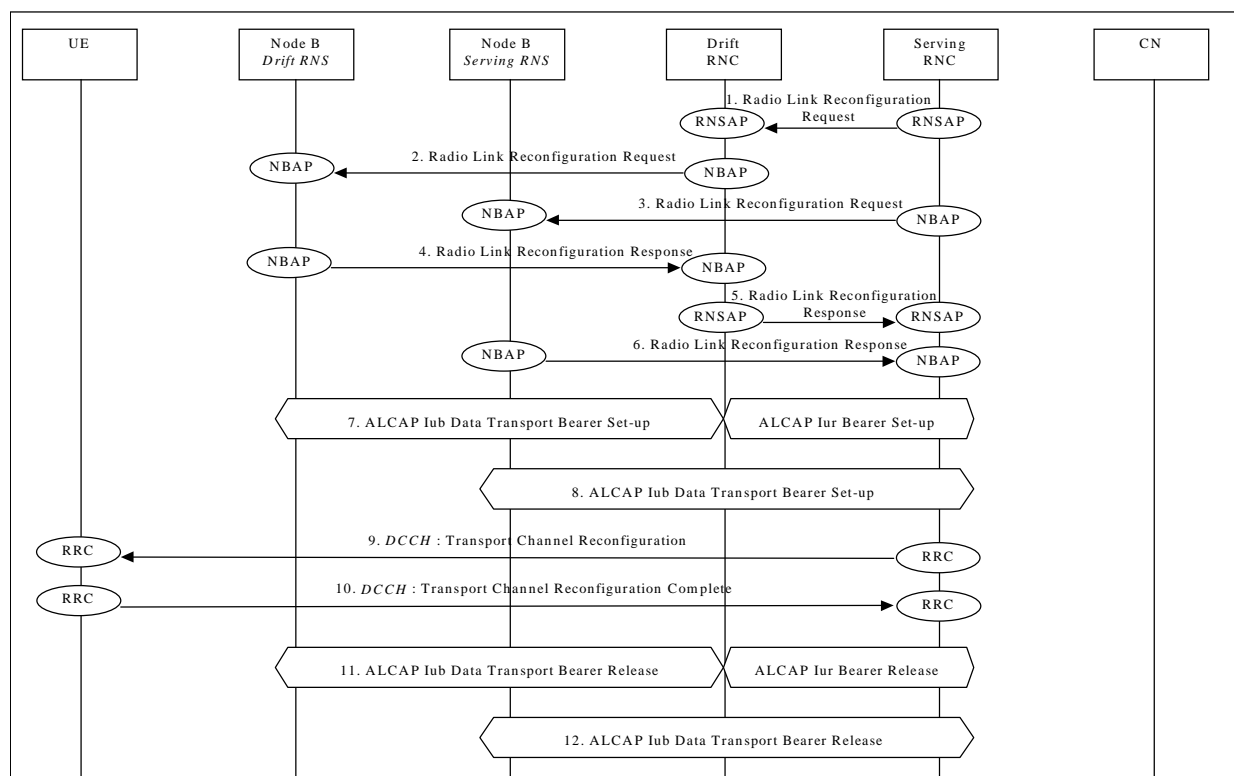 UE
Node B
Drift RNS
Node B
Serving RNS
Drift
RNC
Serving
RNC
CN
1. Radio Link Reconfiguration
Request
RNSAP
RNSAP
2. Radio Link Reconfiguration Request
NBAP
NBAP
3. Radio Link Reconfiguration Request
NBAP
NBAP
4. Radio Link Reconfiguration Response
NBAP
NBAP
5. Radio Link Reconfiguration
Response
RNSAP
RNSAP
6. Radio Link Reconfiguration Response
NBAP
NBAP
7. ALCAP Iub Data Transport Bearer Set-up
ALCAP Iur Bearer Set-up
8. ALCAP Iub Data Transport Bearer Set-up
9. DCCH : Transport Channel Reconfiguration
RRC
RRC
10. DCCH : Transport Channel Reconfiguration Complete
RRC
RRC
11. ALCAP Iub Data Transport Bearer Release
ALCAP Iur Bearer Release
12. ALCAP Iub Data Transport Bearer Release